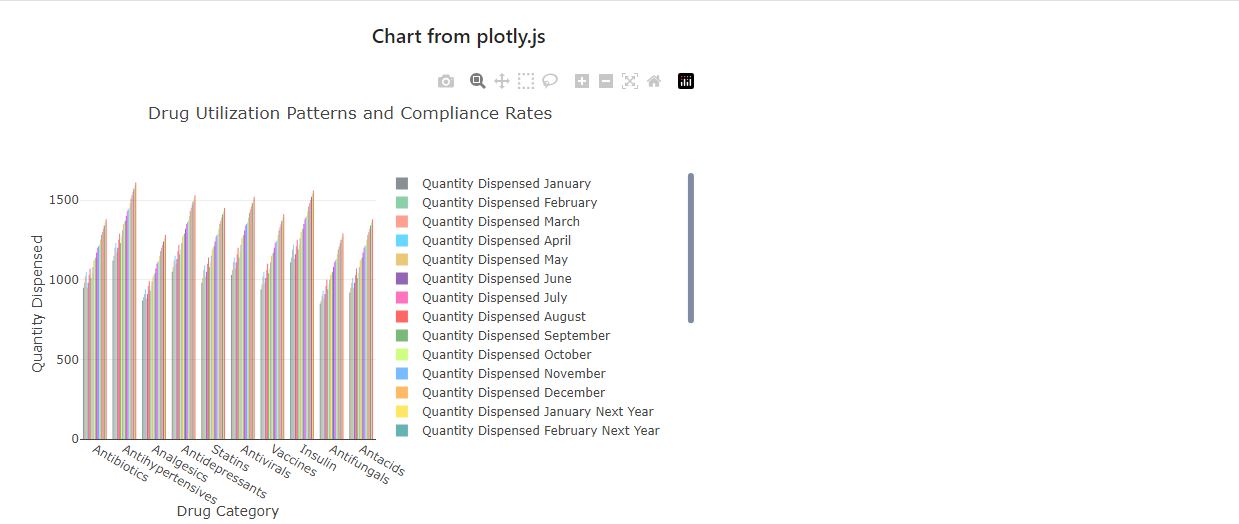 Chart from plotly.js
Drug Utilization Patterns and Compliance Rates
Quantity Dispensed
1500
1000
500
0
Antibiotics
Antihypertensives
Analgesics
Antidepressants
Statins
Antivirals
Vaccines
Insulin
Antifungals
Antacids
Drug Category
Quantity Dispensed January
Quantity Dispensed February
Quantity Dispensed March
Quantity Dispensed April
Quantity Dispensed May
Quantity Dispensed June
Quantity Dispensed July
Quantity Dispensed August
Quantity Dispensed September
Quantity Dispensed October
Quantity Dispensed November
Quantity Dispensed December
Quantity Dispensed January Next Year
Quantity Dispensed February Next Year